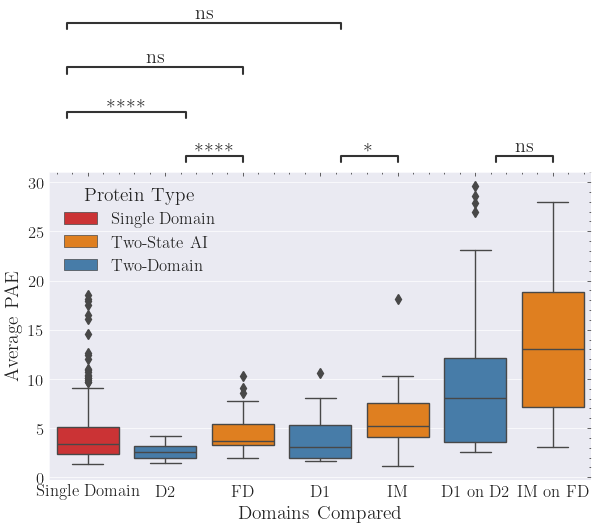 ns
ns
****
****
*
ns
30
25
20
15
10
5
0
Average PAE
Protein Type
Single Domain
Two-State AI
Two-Domain
Single Domain D2 FD D1 IM D1 on D2 IM on FD
Domains Compared